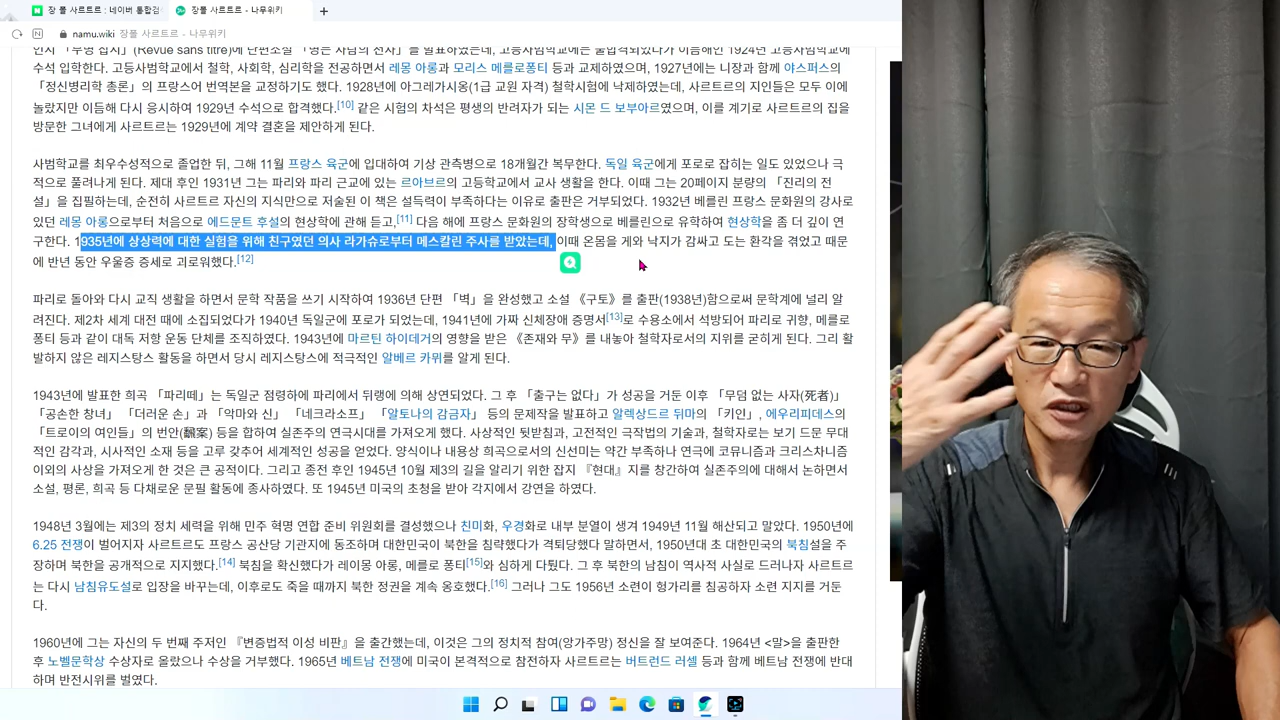 장 폴 사르트르 : 네이버 통합검
장폴 사르트르 - 나무위키
namu.wiki 장폴 사르트르 - 나무위키
인지 「무명 잡지」(Revue sans titre)에 단편소설 「병든 사람의 천사」를 발표하였는데, 고등사범학교에는 불합격되었다가 이듬해인 1924년 고등사범학교에
수석 입학한다. 고등사범학교에서 철학, 사회학, 심리학을 전공하면서 레몽 아롱과 모리스 메를로퐁티 등과 교제하였으며, 1927년에는 니장과 함께 야스퍼스의
「정신병리학 총론」의 프랑스어 번역본을 교정하기도 했다. 1928년에 아그레가시옹(1급 교원 자격) 철학시험에 낙제하였는데, 사르트르의 지인들은 모두 이에
놀랐지만 이듬해 다시 응시하여 1929년 수석으로 합격했다.[10] 같은 시험의 차석은 평생의 반려자가 되는 시몬 드 보부아르였으며, 이를 계기로 사르트르의 집을
방문한 그녀에게 사르트르는 1929년에 계약 결혼을 제안하게 된다.
사범학교를 최우수성적으로 졸업한 뒤, 그해 11월 프랑스 육군에 입대하여 기상 관측병으로 18개월간 복무한다. 독일 육군에게 포로로 잡히는 일도 있었으나 극
적으로 풀려나게 된다. 제대 후인 1931년 그는 파리와 파리 근교에 있는 르아브르의 고등학교에서 교사 생활을 한다. 이때 그는 20페이지 분량의 「진리의 전
설」을 집필하는데, 순전히 사르트르 자신의 지식만으로 저술된 이 책은 설득력이 부족하다는 이유로 출판은 거부되었다. 1932년 베를린 프랑스 문화원의 강사로
있던 레몽 아롱으로부터 처음으로 에드문트 후설의 현상학에 관해 듣고,[11] 다음 해에 프랑스 문화원의 장학생으로 베를린으로 유학하여 현상학을 좀 더 깊이 연
구한다. 1935년에 상상력에 대한 실험을 위해 친구였던 의사 라가슈로부터 메스칼린 주사를 받았는데, 이때 온몸을 게와 낙지가 감싸고 도는 환각을 겪었고 때문
에 반년 동안 우울증 증세로 괴로워했다.[12]
파리로 돌아와 다시 교직 생활을 하면서 문학 작품을 쓰기 시작하여 1936년 단편 「벽」을 완성했고 소설 《구토》를 출판(1938년)함으로써 문학계에 널리 알
려진다. 제2차 세계 대전 때에 소집되었다가 1940년 독일군에 포로가 되었는데, 1941년에 가짜 신체장애 증명서[13]로 수용소에서 석방되어 파리로 귀향, 메를로
퐁티 등과 같이 대독 저항 운동 단체를 조직하였다. 1943년에 마르틴 하이데거의 영향을 받은 《존재와 무》를 내놓아 철학자로서의 지위를 굳히게 된다. 그리 활
발하지 않은 레지스탕스 활동을 하면서 당시 레지스탕스에 적극적인 알베르 카뮈를 알게 된다.
1943년에 발표한 희곡 「파리떼」는 독일군 점령하에 파리에서 뒤행에 의해 상연되었다. 그 후 「출구는 없다」가 성공을 거둔 이후 「무덤 없는 사자(死者)」
「공손한 창녀」 「더러운 손」과 「악마와 신」 「네크라소프」 「알토나의 감금자」 등의 문제작을 발표하고 알렉상드르 뒤마의 「키인」, 에우리피데스의
「트로이의 여인들」의 번안(飜案) 등을 합하여 실존주의 연극시대를 가져오게 했다. 사상적인 뒷받침과, 고전적인 극작법의 기술과, 철학자로는 보기 드문 무대
적인 감각과, 시사적인 소재 등을 고루 갖추어 세계적인 성공을 얻었다. 양식이나 내용상 희곡으로서의 신미는 약간 부족하나 연극에 코뮤니즘과 크리스차니즘
이외의 사상을 가져오게 한 것은 큰 공적이다. 그리고 종전 후인 1945년 10월 제3의 길을 알리기 위한 잡지 『현대』지를 창간하여 실존주의에 대해서 논하면서
소설, 평론, 희곡 등 다채로운 문필 활동에 종사하였다. 또 1945년 미국의 초청을 받아 각지에서 강연을 하였다.
1948년 3월에는 제3의 정치 세력을 위해 민주 혁명 연합 준비 위원회를 결성했으나 친미화, 우경화로 내부 분열이 생겨 1949년 11월 해산되고 말았다. 1950년에
6.25 전쟁이 벌어지자 사르트르도 프랑스 공산당 기관지에 동조하며 대한민국이 북한을 침략했다가 격퇴당했다 말하면서, 1950년대 초 대한민국의 북침설을 주
장하며 북한을 공개적으로 지지했다.[14] 북침을 확신했다가 레이몽 아롱, 메를로 퐁티[15]와 심하게 다퉜다. 그 후 북한의 남침이 역사적 사실로 드러나자 사르트르
는 다시 남침유도설로 입장을 바꾸는데, 이후로도 죽을 때까지 북한 정권을 계속 옹호했다.[16] 그러나 그도 1956년 소련이 헝가리를 침공하자 소련 지지를 거둔
다.
1960년에 그는 자신의 두 번째 주저인 『변증법적 이성 비판』을 출간했는데, 이것은 그의 정치적 참여(앙가주망) 정신을 잘 보여준다. 1964년 <말>을 출판한
후 노벨문학상 수상자로 올랐으나 수상을 거부했다. 1965년 베트남 전쟁에 미국이 본격적으로 참전하자 사르트르는 버트런드 러셀 등과 함께 베트남 전쟁에 반대
하며 반전시위를 벌였다.